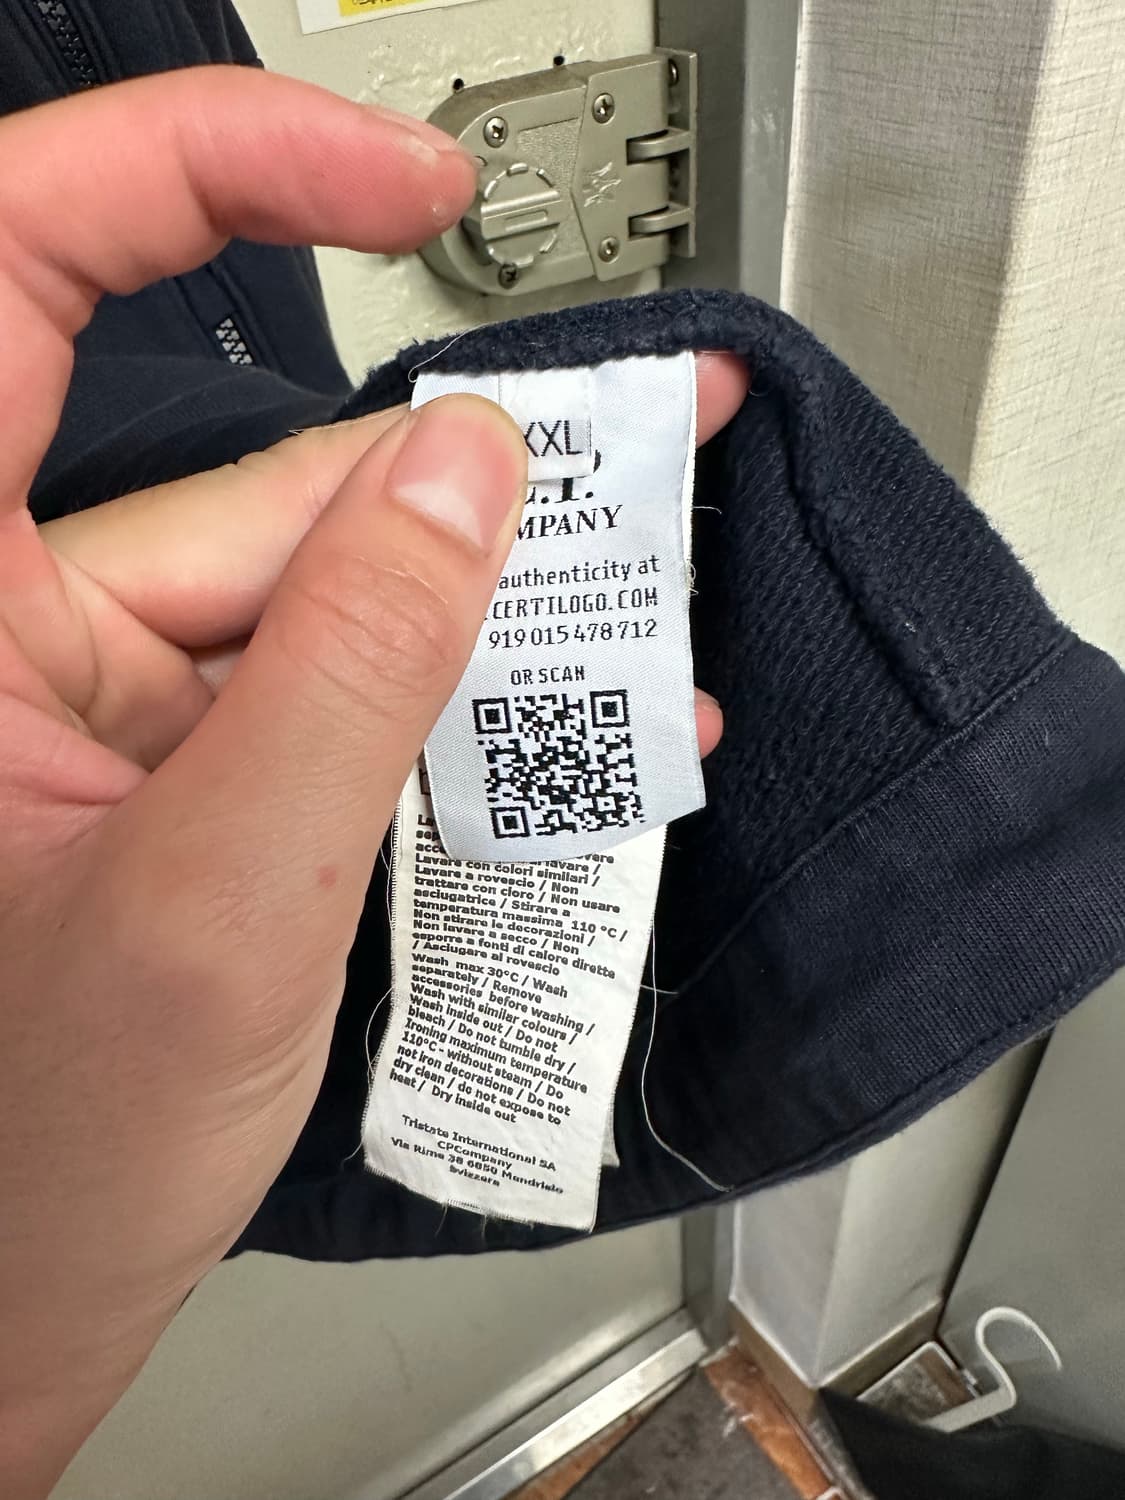 XXL
MPANY
authenticity at
.CERTILOGO.COM
919 015 478 712
OR SCAN
lavare /
Lavare con colori similari /
Lavare a rovescio / Non
trattare con cloro / Non usare
asciugatrice / Stirare a
temperatura massima 110 °C /
Non stirare le decorazioni /
Non lavare a secco / Non
esporre a fonti di calore dirette
/ Asciugare al rovescio
Wash max 30°C / Wash
separately / Remove
accessories before washing /
Wash with similar colours /
Wash inside out / Do not
bleach / Do not tumble dry /
Ironing maximum temperature
110°C - without steam / Do
not iron decorations / Do not
dry clean / do not expose to
heat / Dry inside out
Tristate International SA
CPCompany
Via Rime 38 6850 Mendrisio
Svizzera